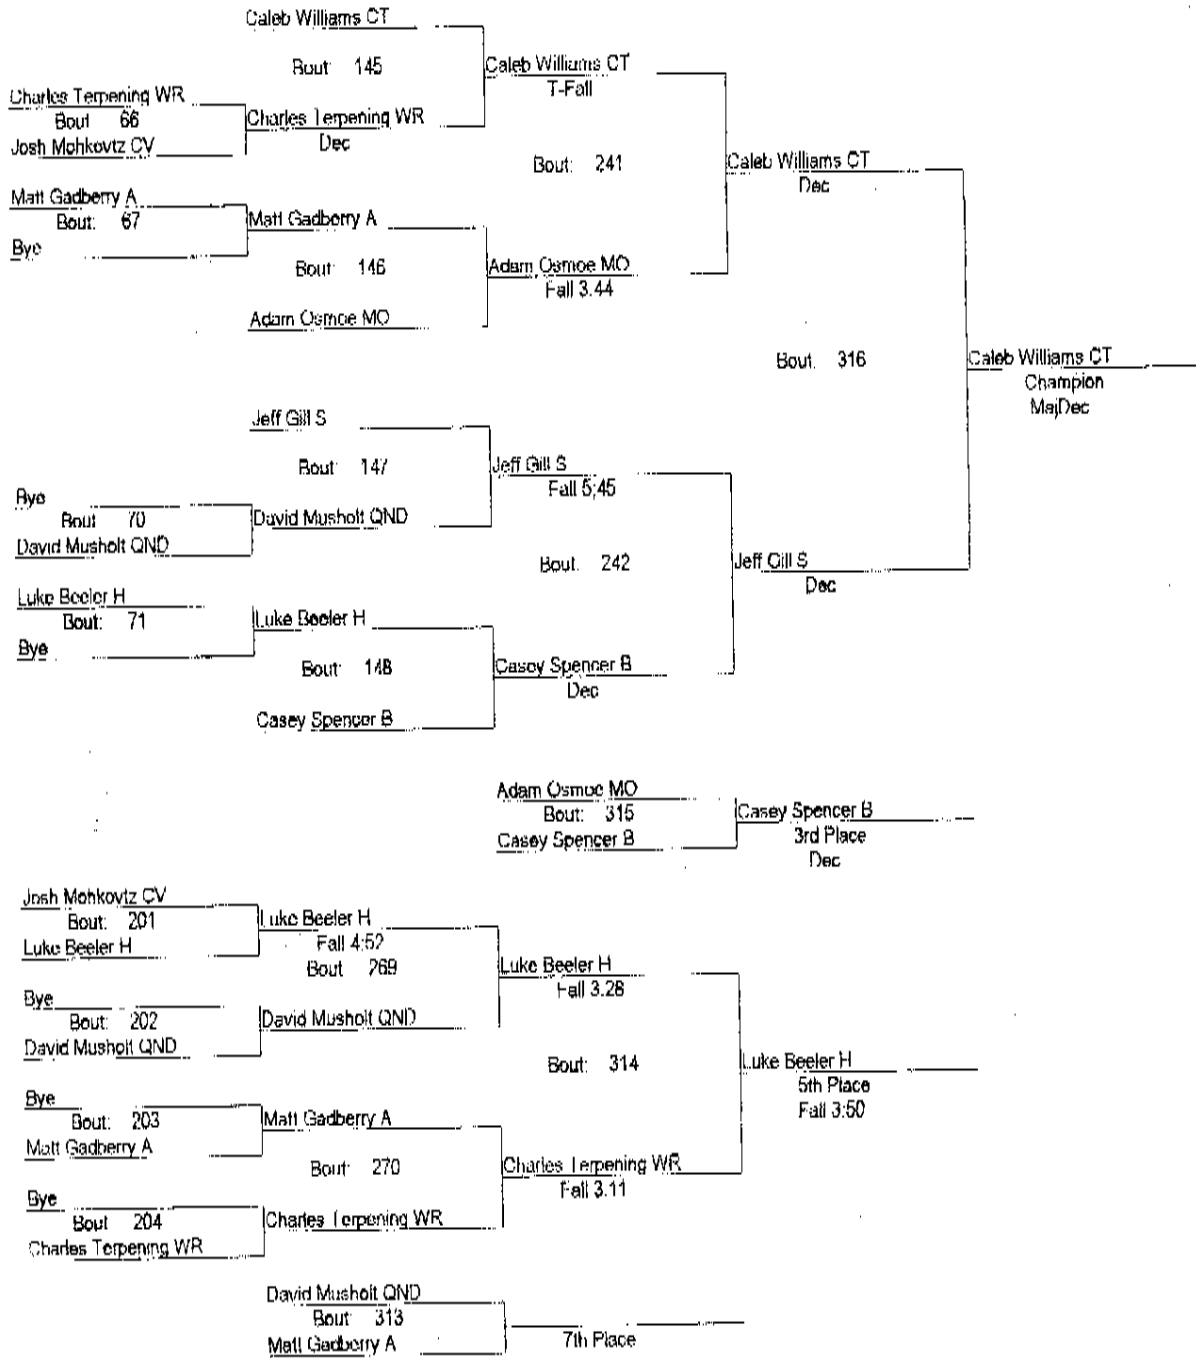 Caleb Williams CT
Bout: 145
Caleb Williams CT
T-Fall
Charles Terpening WR
Bout 66
Charles Terpening WR
Dec
Josh Mohkovtz CV
Bout: 241
Caleb Williams CT
Dec
Matt Gadberry A
Bout: 67
Matt Gadberry A
Bye
Bout: 146
Adam Osmoe MO
Fall 3.44
Adam Osmoe MO
Bout: 316
Caleb Williams CT
Champion
MajDec
Jeff Gill S
Bout: 147
Jeff Gill S
Fall 5:45
Bye
Bout 70
David Musholt QND
David Musholt QND
Bout: 242
Jeff Gill S
Dec
Luke Beeler H
Bout: 71
Luke Beeler H
Bye
Bout: 148
Casey Spencer B
Dec
Casey Spencer B
Adam Osmoe MO
Bout: 315
Casey Spencer B
Casey Spencer B
3rd Place
Dec
Josh Mohkovtz CV
Bout: 201
Luke Beeler H
Luke Beeler H
Fall 4:52
Bout 269
Luke Beeler H
Fall 3.28
Bye
Bout: 202
David Musholt QND
David Musholt QND
Bout: 314
Luke Beeler H
5th Place
Fall 3:50
Bye
Bout: 203
Matt Gadberry A
Matt Gadberry A
Bout: 270
Charles Terpening WR
Fall 3.11
Bye
Bout 204
Charles Terpening WR
Charles Terpening WR
David Musholt QND
Bout: 313
Matt Gadberry A
7th Place